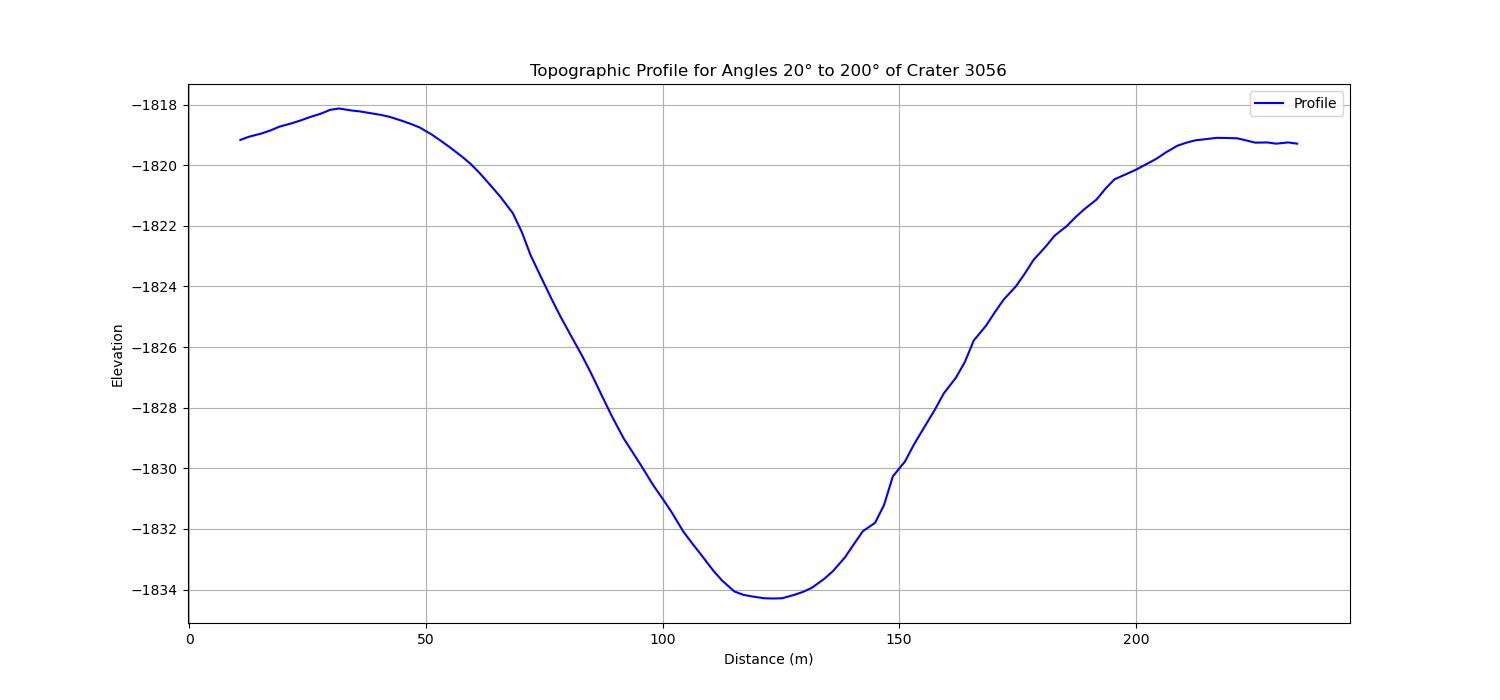 Topographic Profile for Angles 20° to 200° of Crater 3056
Profile
−1818
−1820
−1822
−1824
−1826
−1828
−1830
−1832
−1834
Elevation
0 50 100 150 200
Distance (m)